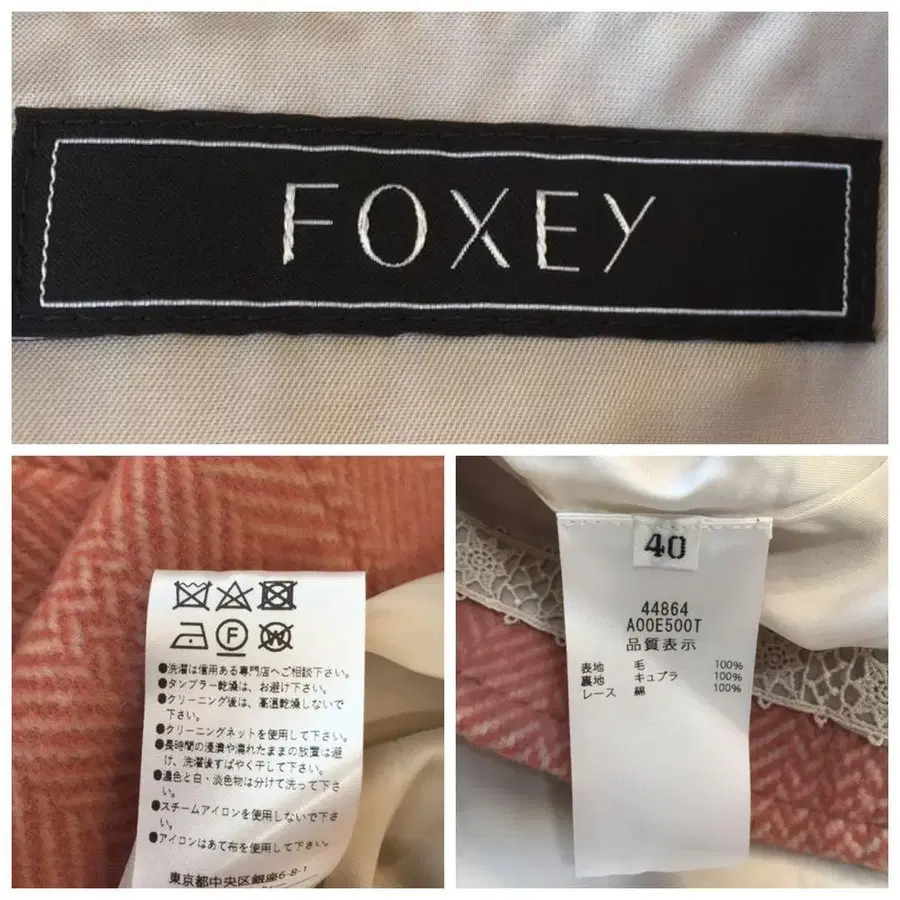 FOXEY
F
W
●洗濯は信用ある専門店へご相談下さい。
●タンブラー乾燥は、お避け下さい。
●クリーニング後は、高温乾燥しないで
下さい。
●クリーニングネットを使用して下さい。
●長時間の浸漬や濡れたままの放置は避
け、洗濯後すばやく干して下さい。
●濃色と白・淡色物は分けて洗って下さ
い。
●スチームアイロンを使用しないで下さ
い。
●アイロンはあて布を使用して下さい。
東京都中央区銀座6-8-1
40
44864
A00E500T
品質表示
表地 毛 100%
裏地 キュプラ 100%
レース 綿 100%